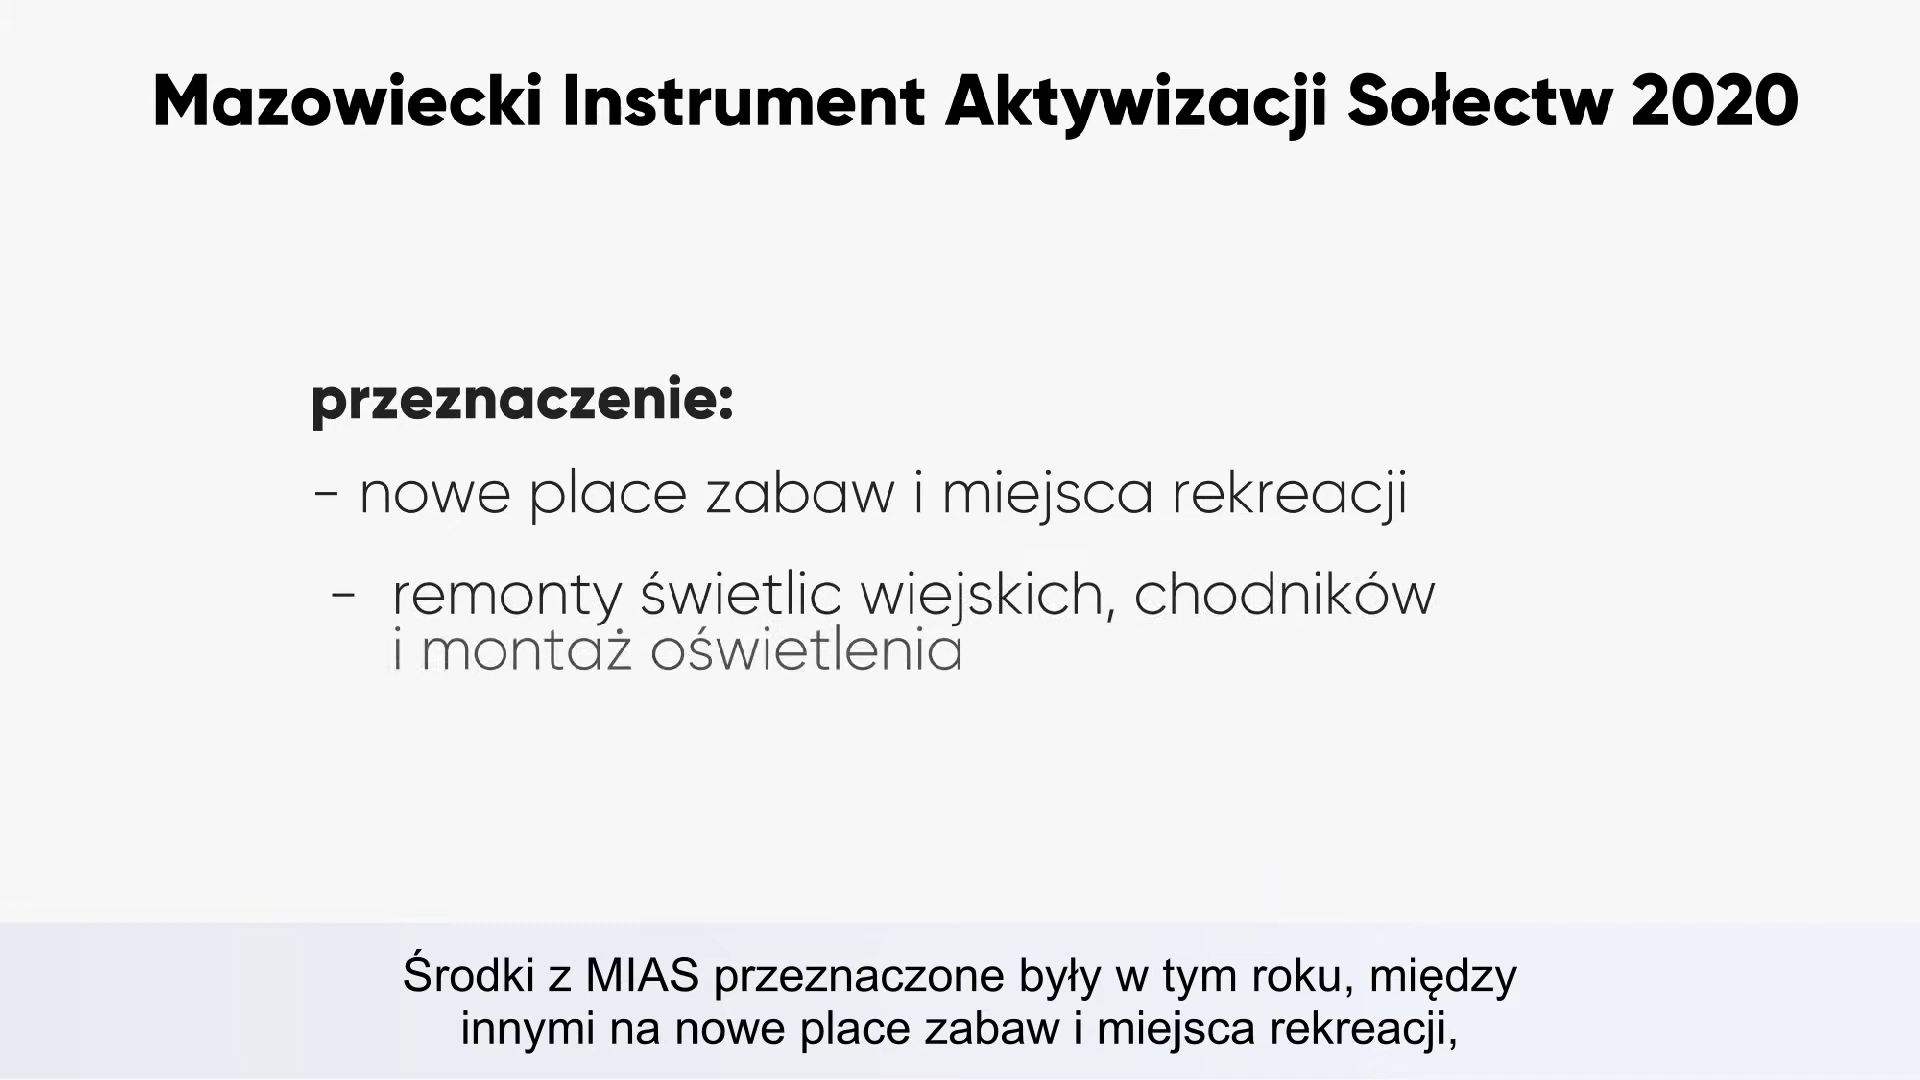 Mazowiecki Instrument Aktywizacji Sołectw 2020
przeznaczenie:
- nowe place zabaw i miejsca rekreacji
- remonty świetlic wiejskich, chodników
i montaż oświetlenia
Środki z MIAS przeznaczone były w tym roku, między
innymi na nowe place zabaw i miejsca rekreacji,